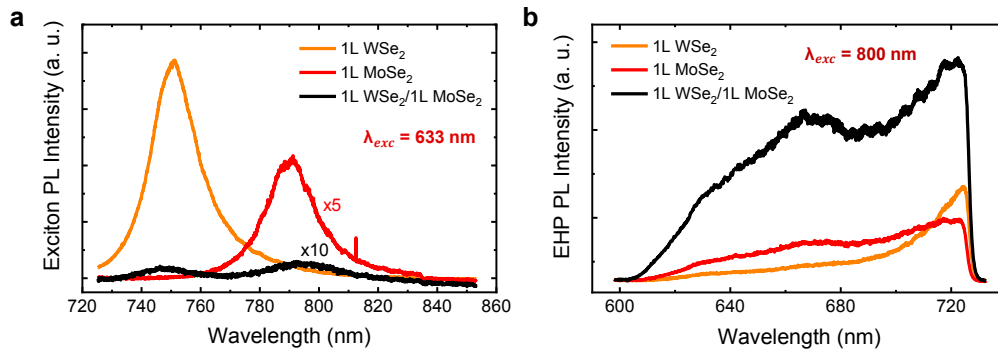 a
Exciton PL Intensity (a. u.)
1L WSe₂
1L MoSe₂
1L WSe₂/1L MoSe₂
λexc = 633 nm
x5
x10
720 740 760 780 800 820 840 860
Wavelength (nm)
b
EHP PL Intensity (a. u.)
1L WSe₂
1L MoSe₂
1L WSe₂/1L MoSe₂
λexc = 800 nm
600 640 680 720
Wavelength (nm)